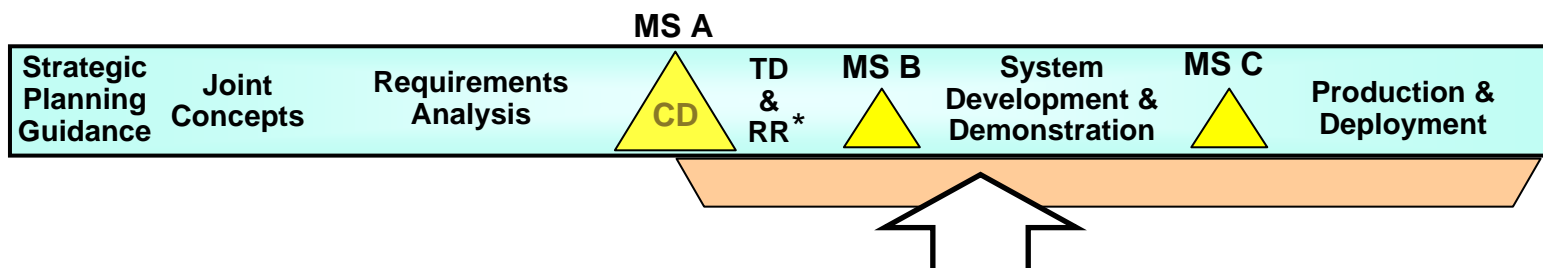 MS A
Strategic
Planning
Guidance
Joint
Concepts
Requirements
Analysis
CD
TD
&
RR*
MS B
System
Development &
Demonstration
MS C
Production &
Deployment